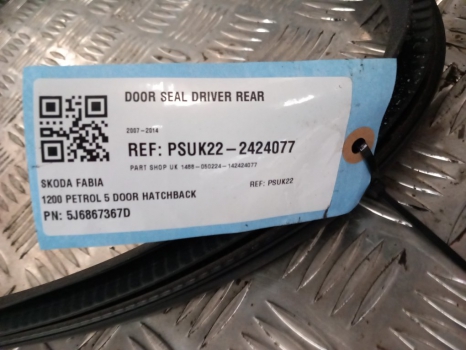 DOOR SEAL DRIVER REAR
2007-2014
REF: PSUK22-2424077
PART SHOP UK 1488-050224-142424077
SKODA FABIA
REF: PSUK22
1200 PETROL 5 DOOR HATCHBACK
PN: 5J6867367D